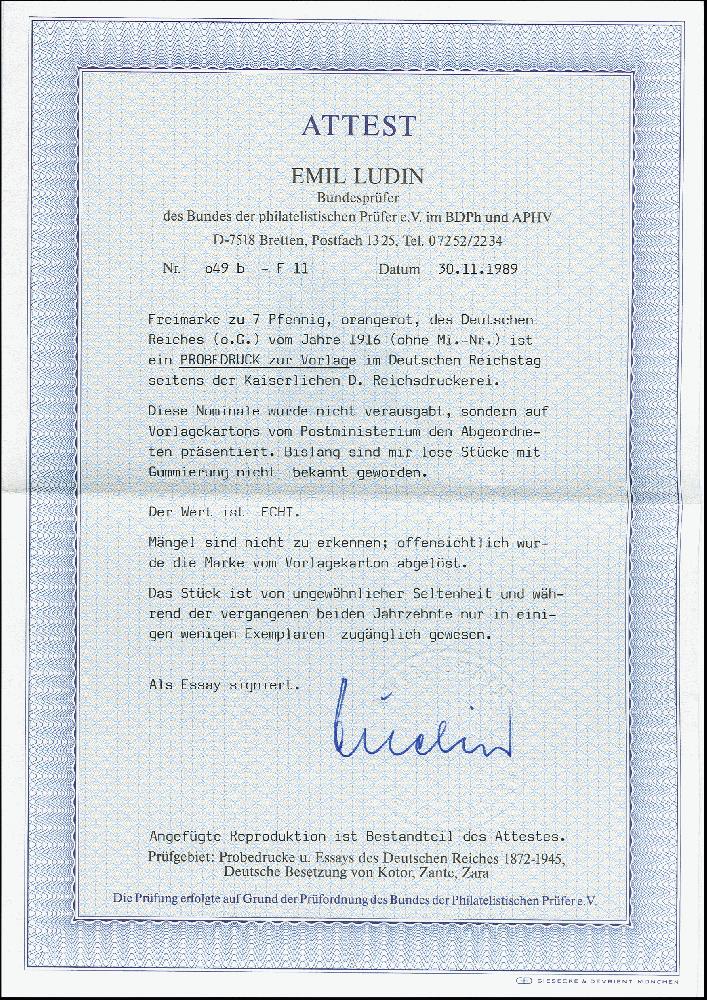 ATTEST
EMIL LUDIN
Bundesprüfer
des Bundes der philatelistischen Prüfer e.V. im BDPh und APHV
D-7518 Bretten, Postfach 1325, Tel. 07252/2234
Nr. o49 b - F 11 Datum 30.11.1989
Freimarke zu 7 Pfennig, orangerot, des Deutschen
Reiches (o.G.) vom Jahre 1916 (ohne Mi.-Nr.) ist
ein PROBEDRUCK zur Vorlage im Deutschen Reichstag
seitens der Kaiserlichen D. Reichsdruckerei.
Diese Nominale wurde nicht verausgabt, sondern auf
Vorlagekartons vom Postministerium den Abgeordne-
ten präsentiert. Bislang sind mir lose Stücke mit
Gummierung nicht bekannt geworden.
Der Wert ist ECHT.
Mängel sind nicht zu erkennen; offensichtlich wur-
de die Marke vom Vorlagekarton abgelöst.
Das Stück ist von ungewöhnlicher Seltenheit und wäh-
rend der vergangenen beiden Jahrzehnte nur in eini-
gen wenigen Exemplaren zugänglich gewesen.
Als Essay signiert.
Ludin
Angefügte Reproduktion ist Bestandteil des Attestes.
Prüfgebiet: Probedrucke u. Essays des Deutschen Reiches 1872-1945,
Deutsche Besetzung von Kotor, Zante, Zara
Die Prüfung erfolgte auf Grund der Prüfordnung des Bundes der Philatelistischen Prüfer e.V.
GIESECKE & DEVRIENT MÜNCHEN